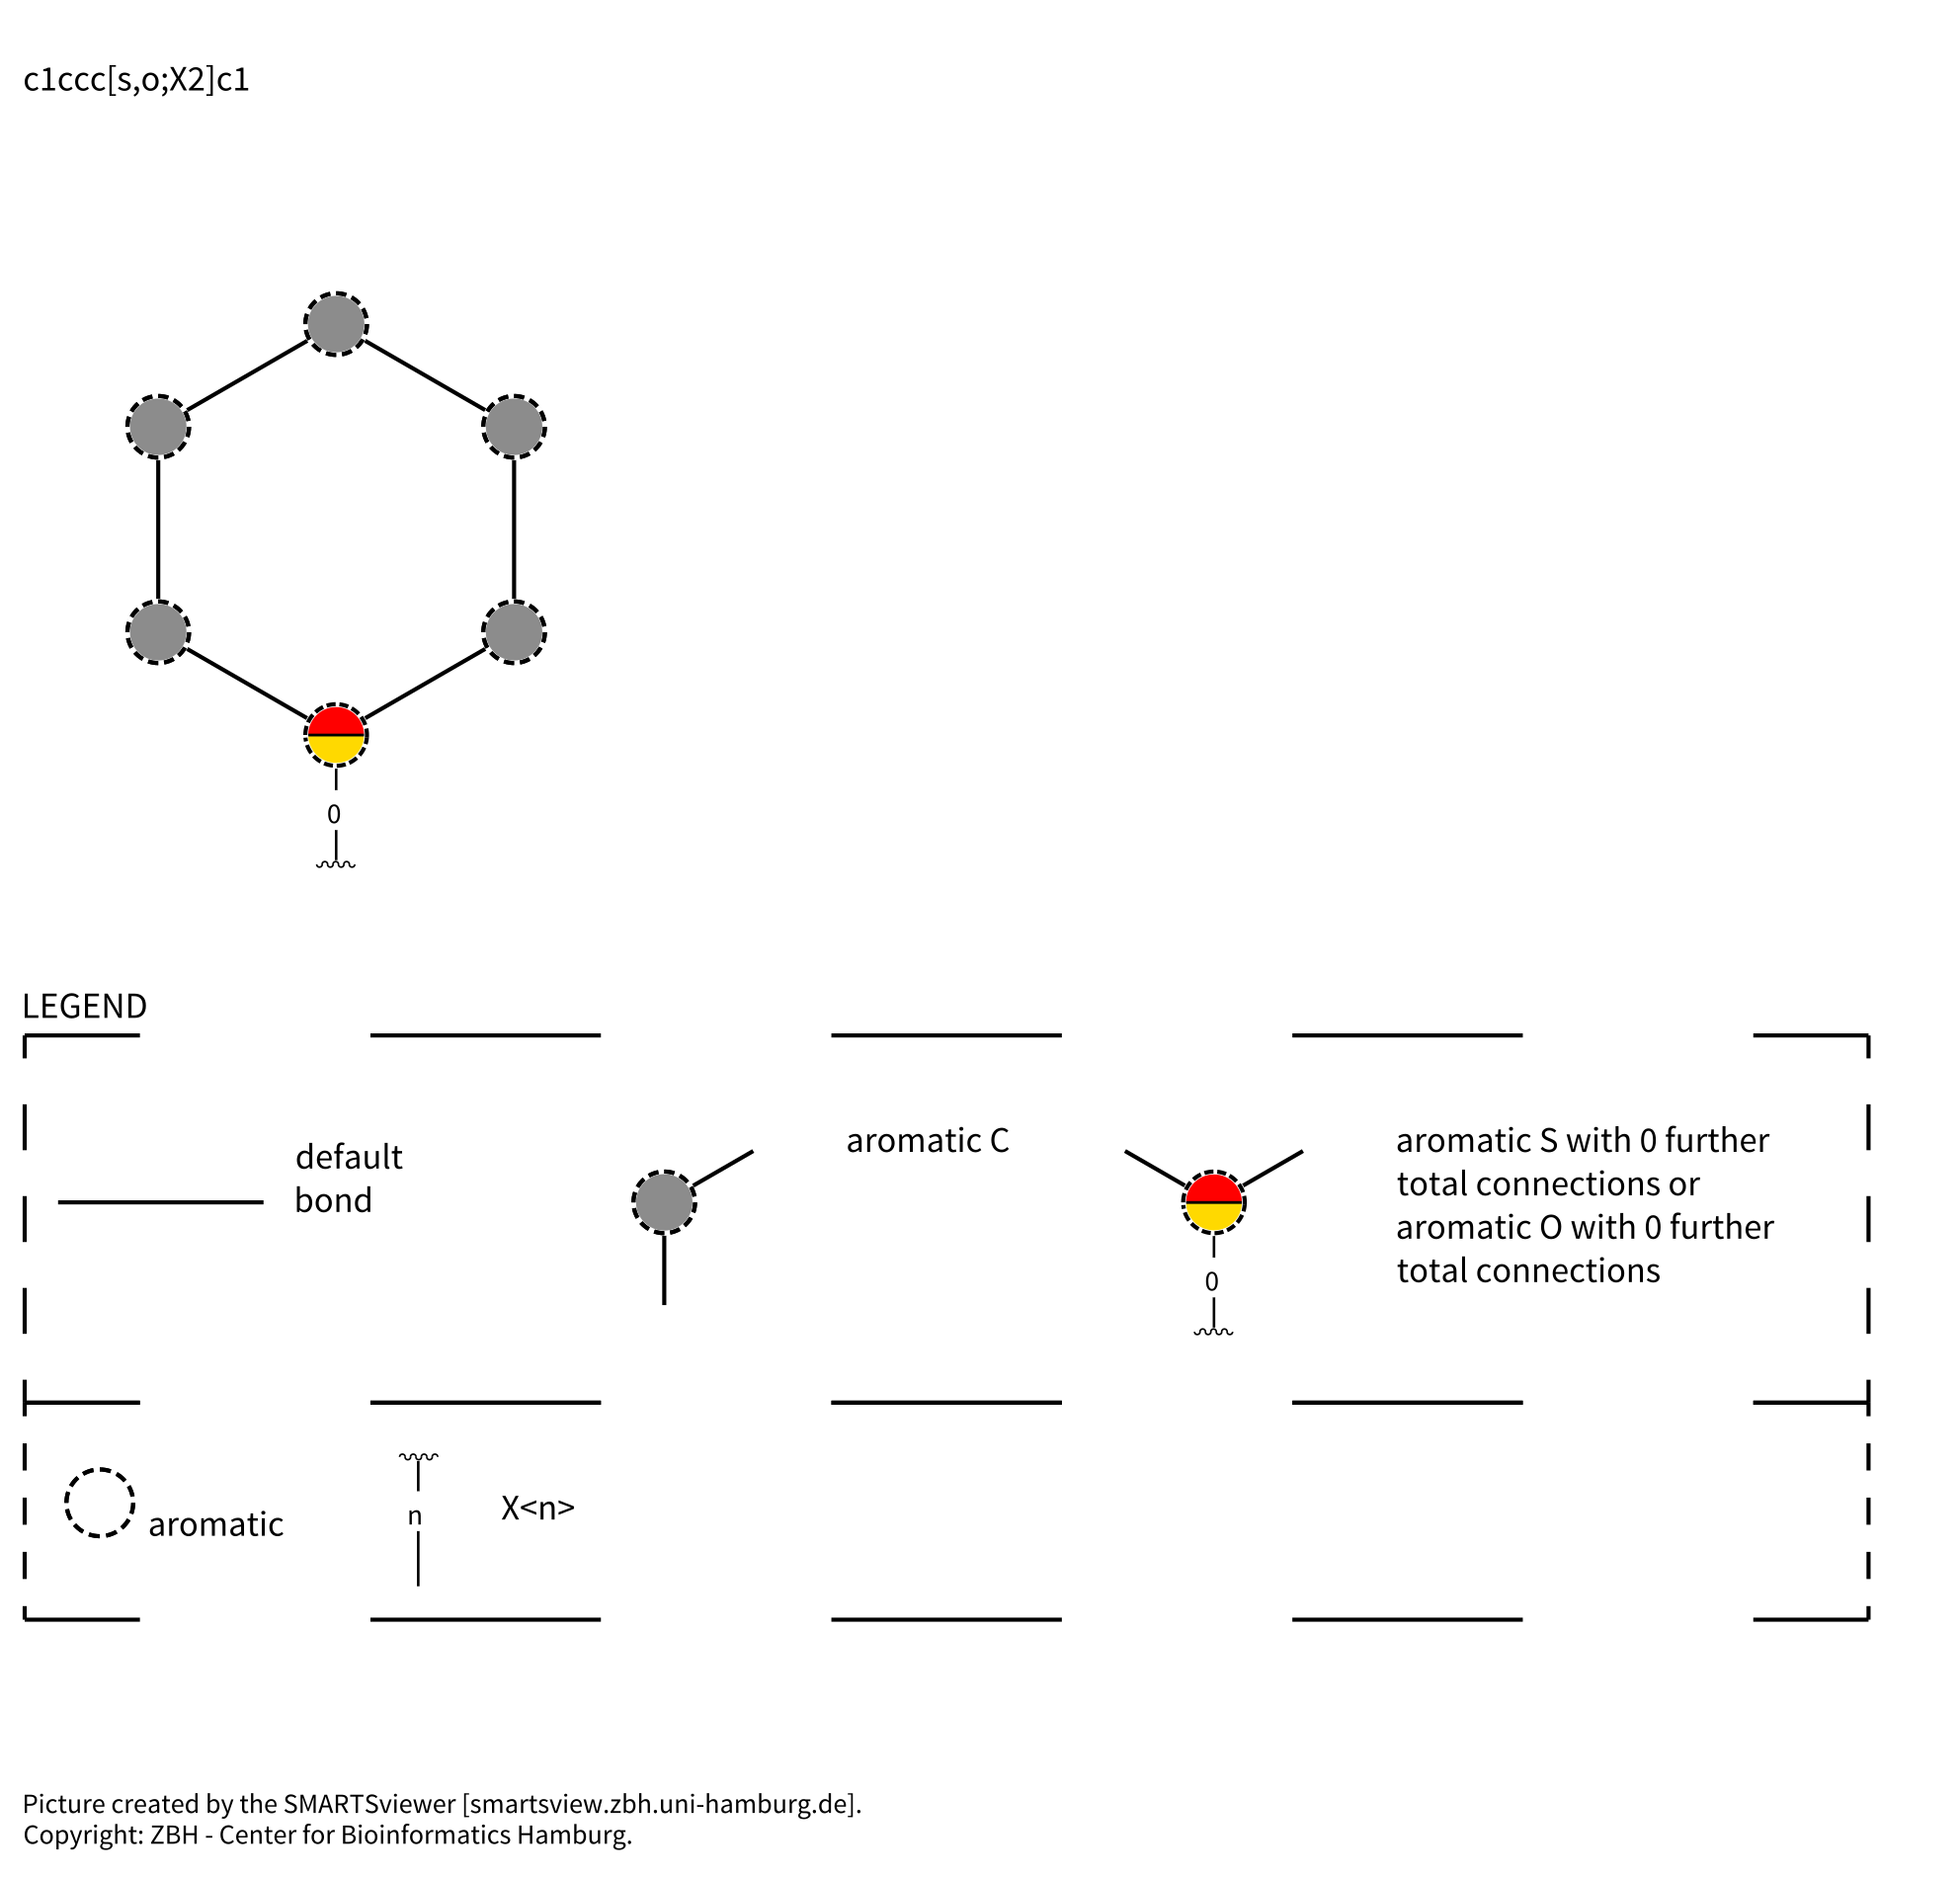 c1ccc[s,o;X2]c1
0
LEGEND
default
bond
aromatic C
0
aromatic S with 0 further
total connections or
aromatic O with 0 further
total connections
aromatic
n
X<n>
Picture created by the SMARTSviewer [smartsview.zbh.uni-hamburg.de].
Copyright: ZBH - Center for Bioinformatics Hamburg.